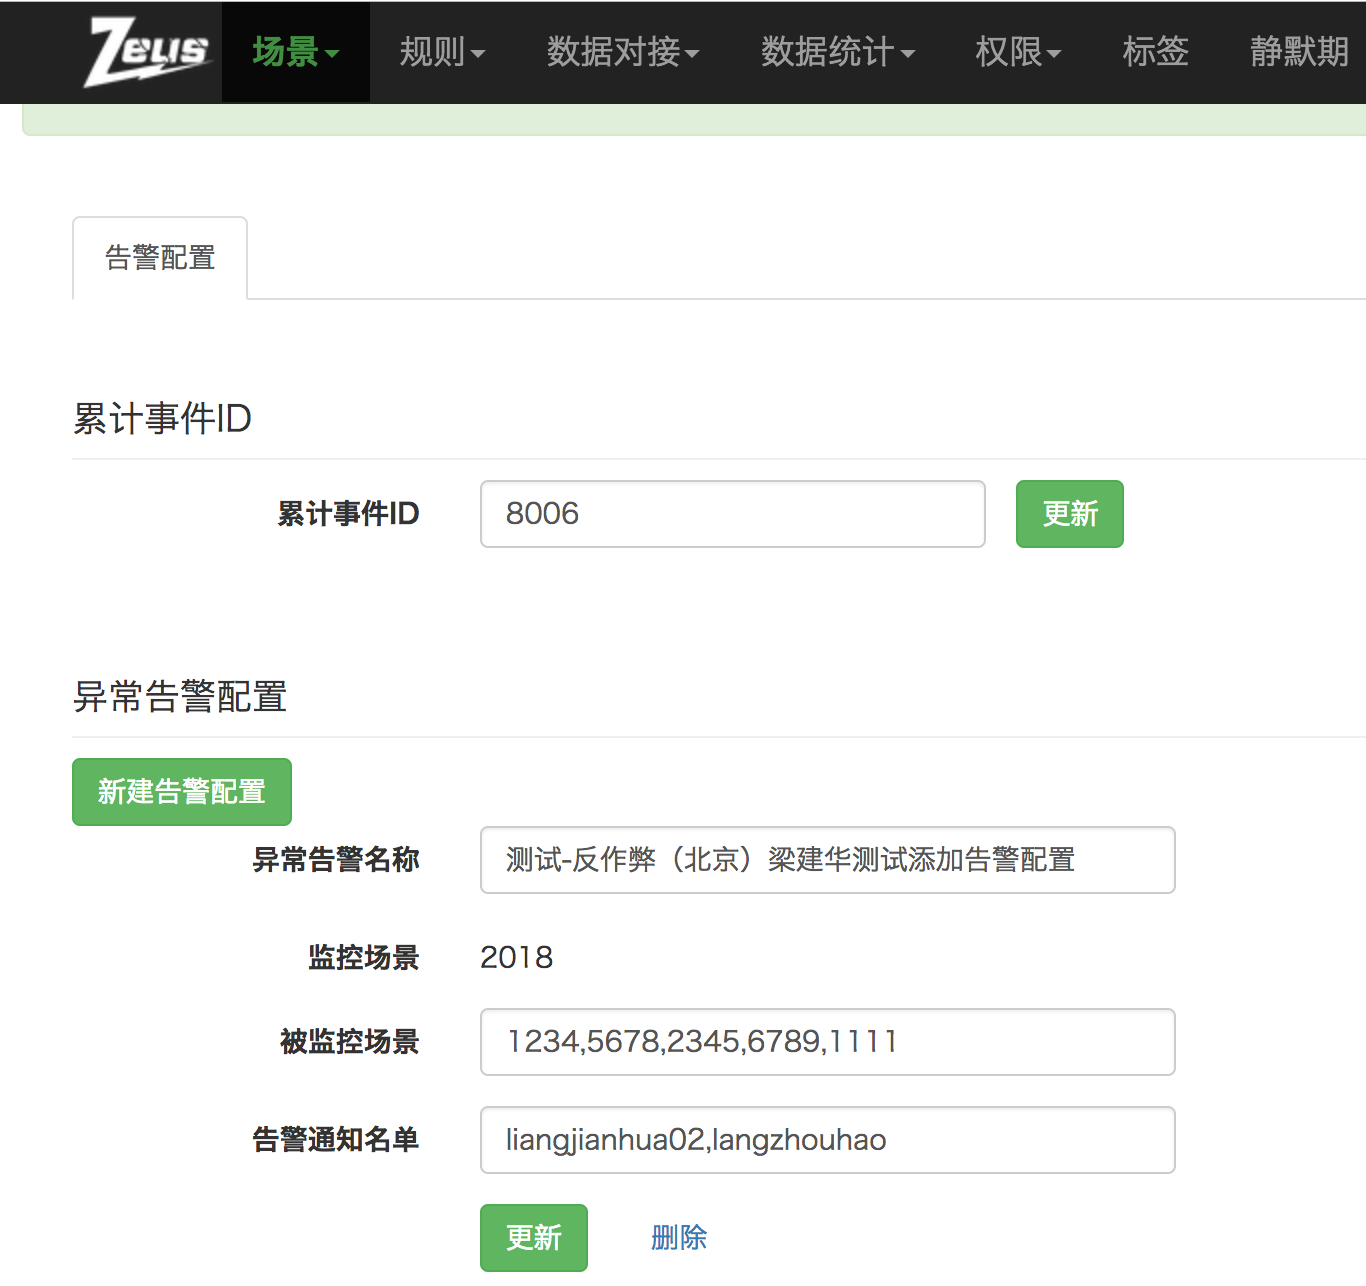 Zeus 场景 规则 数据对接 数据统计 权限 标签 静默期
告警配置
累计事件ID
累计事件ID 8006 更新
异常告警配置
新建告警配置
异常告警名称 测试-反作弊（北京）梁建华测试添加告警配置
监控场景 2018
被监控场景 1234,5678,2345,6789,1111
告警通知名单 liangjianhua02,langzhouhao
更新 删除